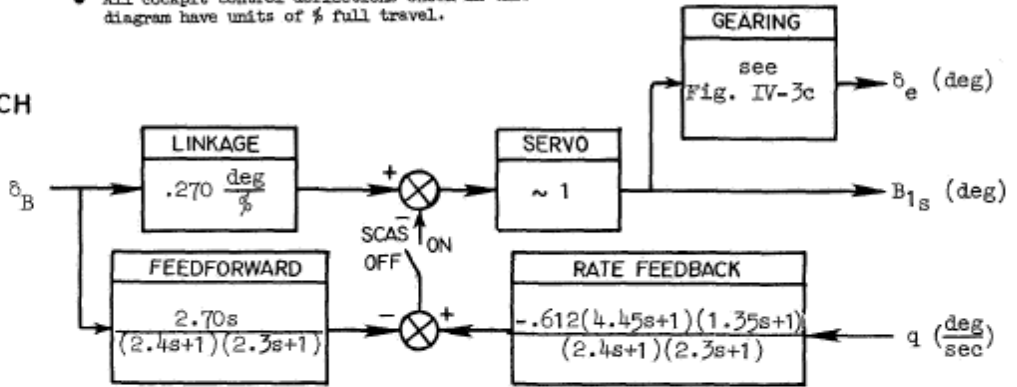 diagram have units of % full travel.
GEARING
see
Fig. IV-3c
δe (deg)
CH
LINKAGE
.270 deg/%
SERVO
~ 1
δB
+
−
B1s (deg)
SCAS
ON
OFF
FEEDFORWARD
2.70s
(2.4s+1)(2.3s+1)
−
+
RATE FEEDBACK
-.612(4.45s+1)(1.35s+1)
(2.4s+1)(2.3s+1)
q (deg/sec)